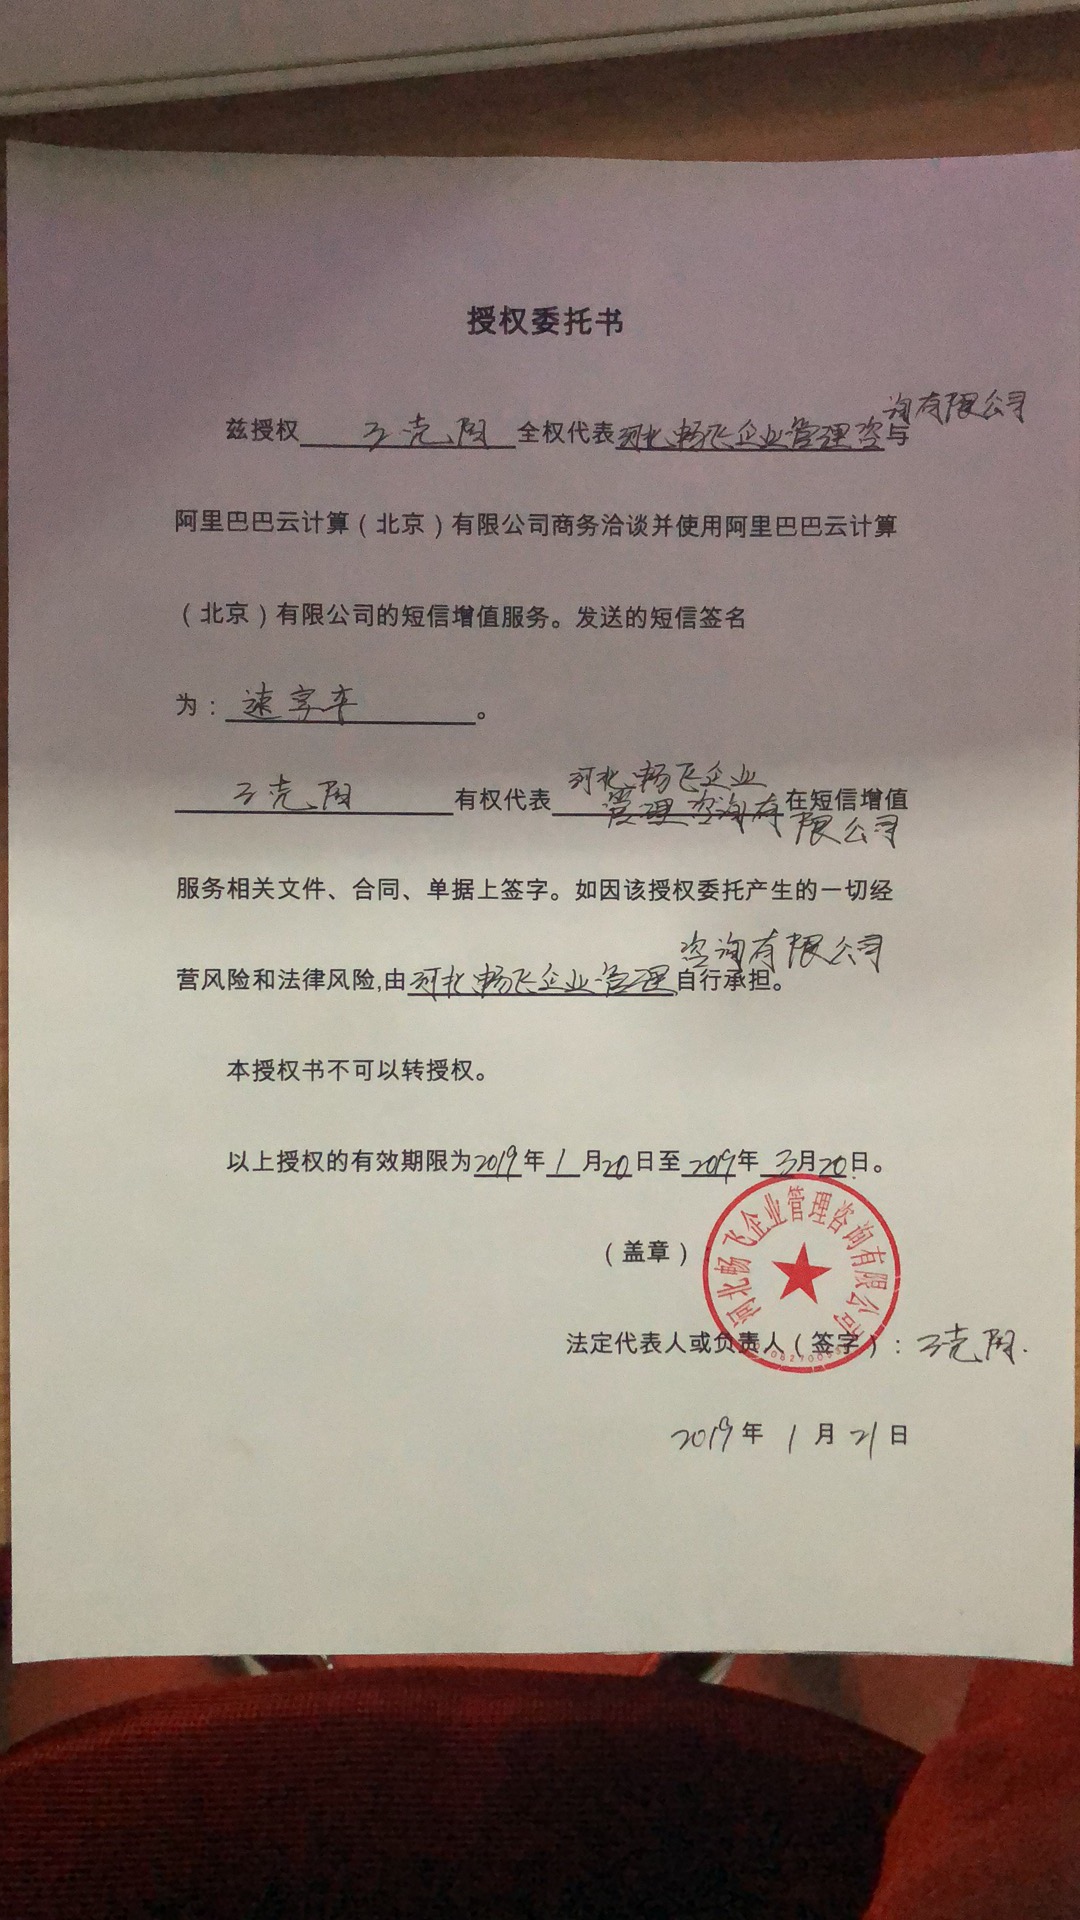 授权委托书
兹授权 王克周 全权代表河北畅飞企业管理咨询有限公司与
阿里巴巴云计算（北京）有限公司商务洽谈并使用阿里巴巴云计算
（北京）有限公司的短信增值服务。发送的短信签名
为：速字本。
王克周 有权代表 河北畅飞企业管理咨询有限公司 在短信增值
服务相关文件、合同、单据上签字。如因该授权委托产生的一切经
营风险和法律风险,由河北畅飞企业管理咨询有限公司自行承担。
本授权书不可以转授权。
以上授权的有效期限为2019年1月20日至2019年3月20日。
（盖章）
河北畅飞企业管理咨询有限公司
法定代表人或负责人（签字）：王克周.
2019年1月21日